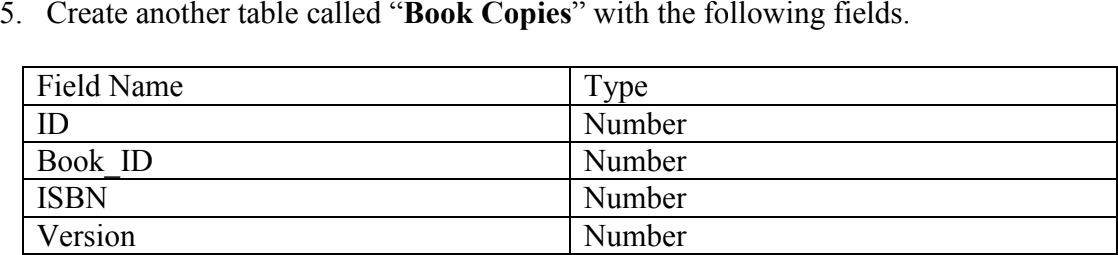 5. Create another table called “Book Copies” with the following fields.
Field Name Type
ID Number
Book_ID Number
ISBN Number
Version Number